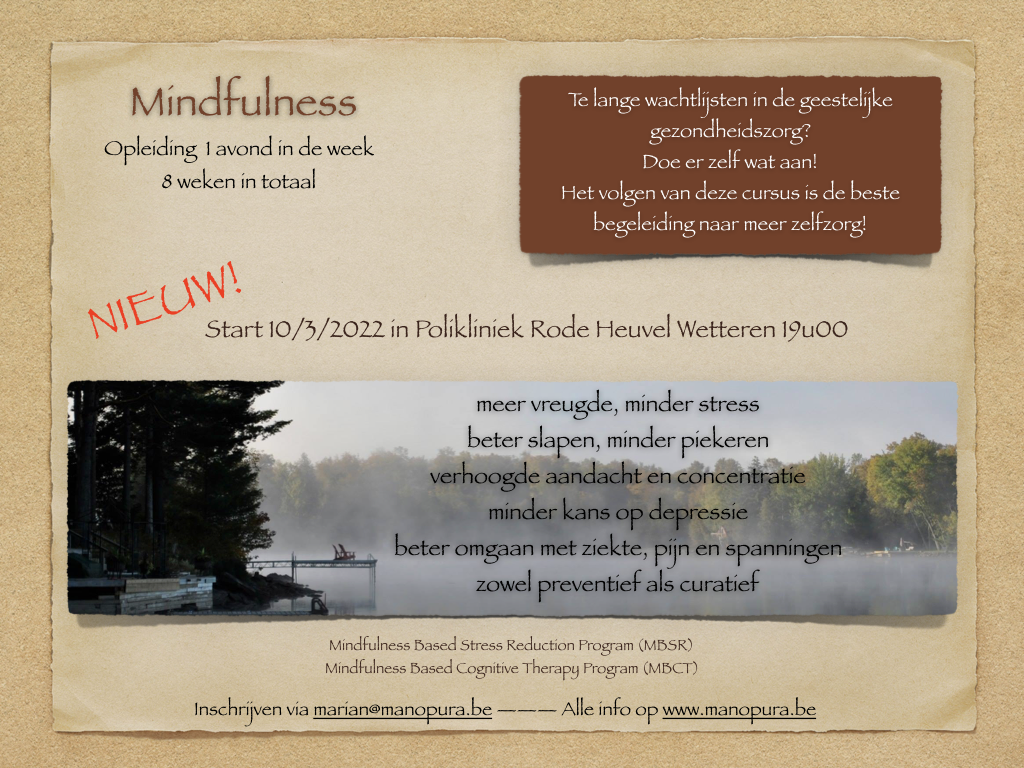 Mindfulness
Opleiding 1 avond in de week
8 weken in totaal
Te lange wachtlijsten in de geestelijke
gezondheidszorg?
Doe er zelf wat aan!
Het volgen van deze cursus is de beste
begeleiding naar meer zelfzorg!
NIEUW!
Start 10/3/2022 in Polikliniek Rode Heuvel Wetteren 19u00
meer vreugde, minder stress
beter slapen, minder piekeren
verhoogde aandacht en concentratie
minder kans op depressie
beter omgaan met ziekte, pijn en spanningen
zowel preventief als curatief
Mindfulness Based Stress Reduction Program (MBSR)
Mindfulness Based Cognitive Therapy Program (MBCT)
Inschrijven via marian@manopura.be ——— Alle info op www.manopura.be